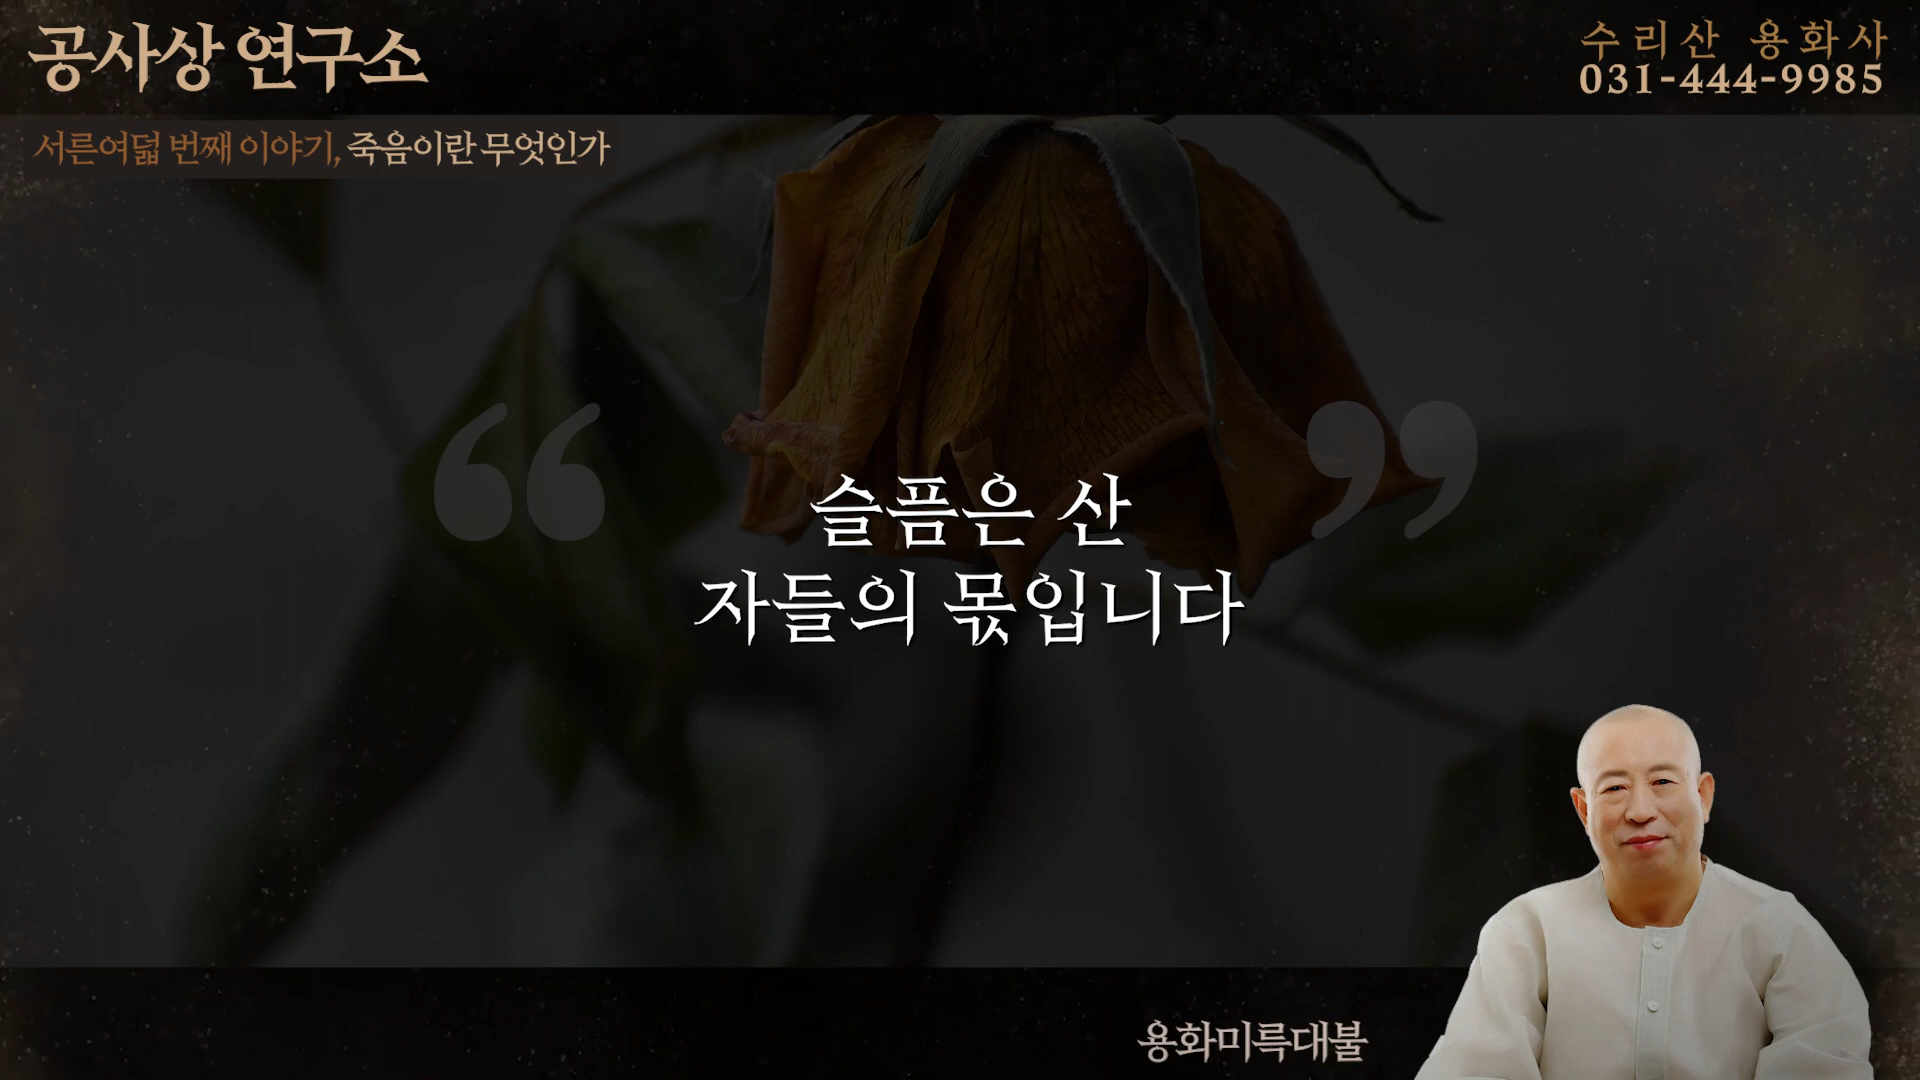 공사상 연구소
수리산 용화사
031-444-9985
서른여덟 번째 이야기, 죽음이란 무엇인가
“ 슬픔은 산 ”
자들의 몫입니다
용화미륵대불